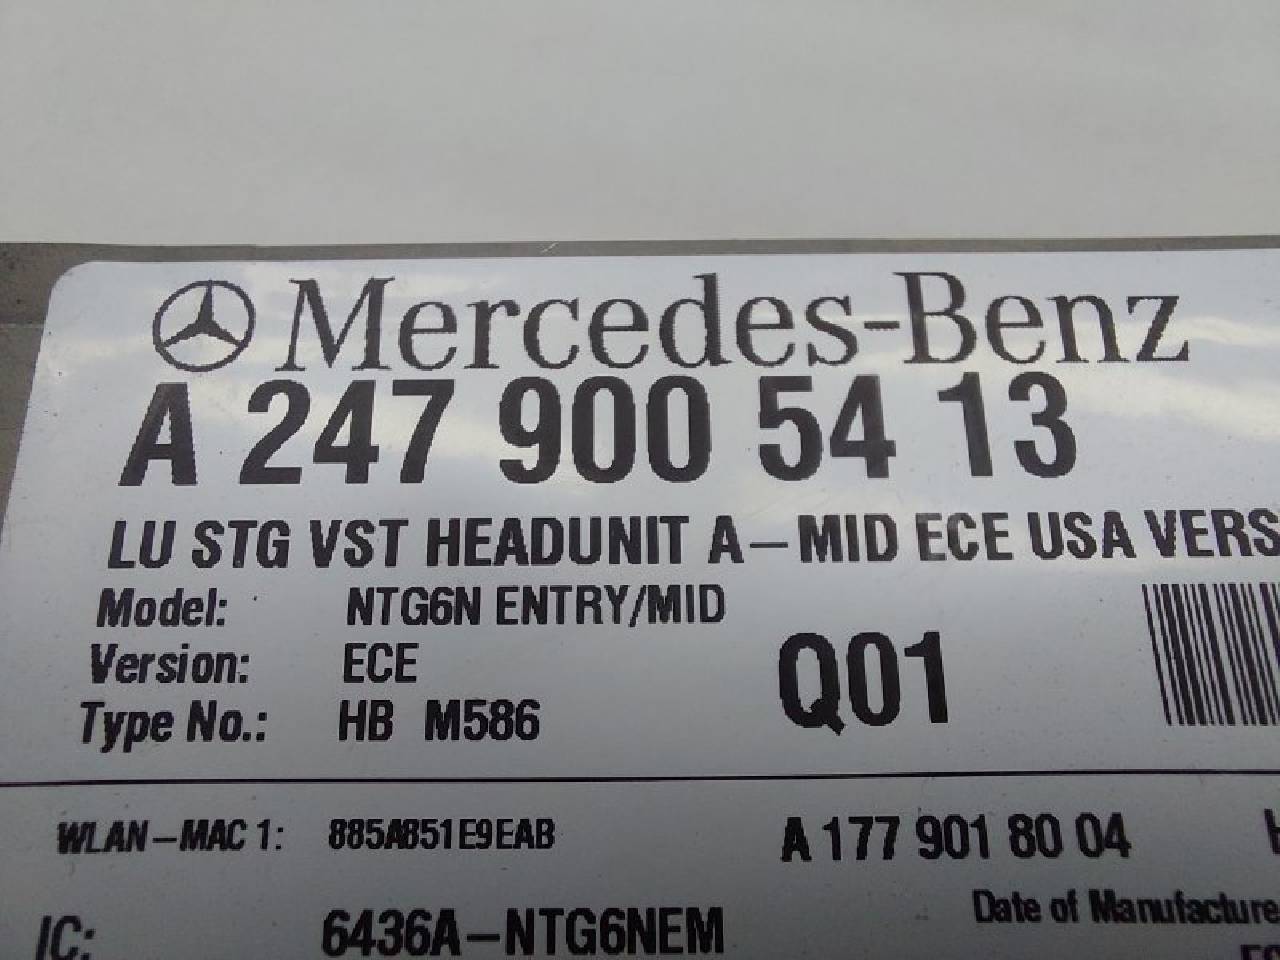 Mercedes-Benz
A 247 900 54 13
LU STG VST HEADUNIT A-MID ECE USA VERS
Model: NTG6N ENTRY/MID
Version: ECE
Q01
Type No.: HB M586
WLAN-MAC 1: 885A851E9EAB
A 177 901 80 04
Date of Manufacture
IC: 6436A-NTG6NEM